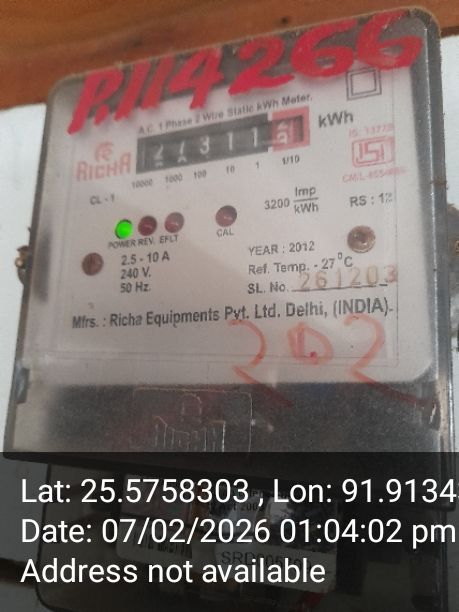 P.114266
A.C. 1 Phase 2 Wire Static kWh Meter.
kWh
RICHA
10000 1000 100 10 1 1/10
IS: 13779
CL - 1
3200 Imp/kWh
RS : 12
POWER REV. EFLT CAL
2.5 - 10 A
240 V.
50 Hz.
YEAR : 2012
Ref. Temp. - 27°C
SL. No. 261203
Mfrs. : Richa Equipments Pvt. Ltd. Delhi, (INDIA).
202
Lat: 25.5758303 , Lon: 91.9134
Date: 07/02/2026 01:04:02 pm
Address not available